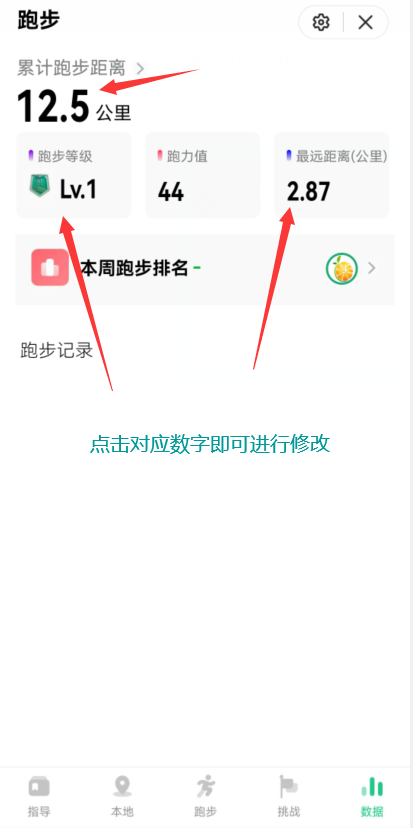 跑步
累计跑步距离
12.5 公里
跑步等级 跑力值 最远距离(公里)
Lv.1 44 2.87
本周跑步排名 -
跑步记录
点击对应数字即可进行修改
指导 本地 跑步 挑战 数据